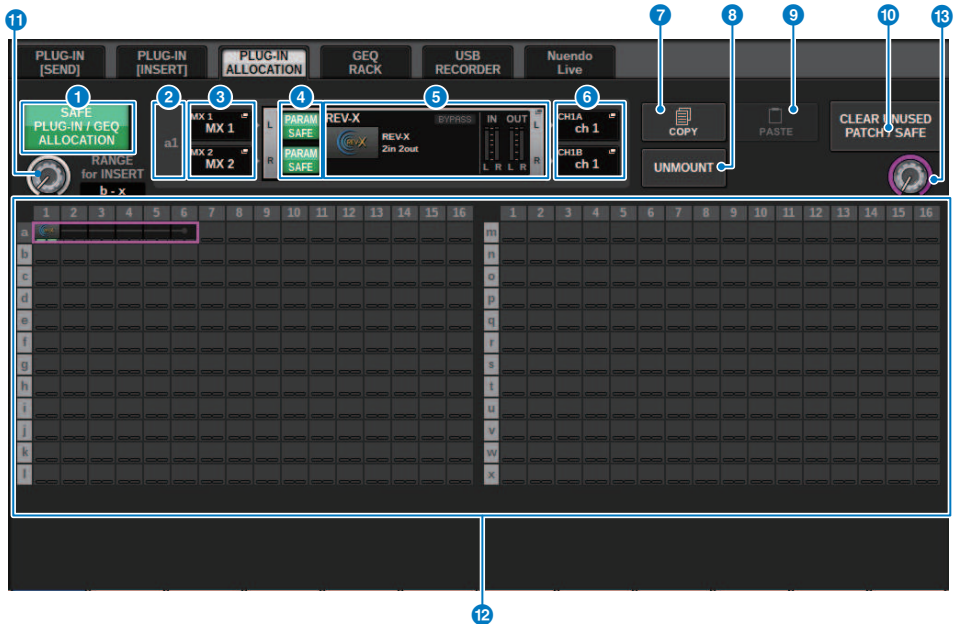 11 7 8 9 10 13
PLUG-IN [SEND] PLUG-IN [INSERT] PLUG-IN ALLOCATION GEQ RACK USB RECORDER Nuendo Live
1 2 3 4 5 6
SAFE PLUG-IN / GEQ ALLOCATION
RANGE for INSERT
b - x
a1
MX 1
MX 1
MX 2
MX 2
L
R
PARAM SAFE
PARAM SAFE
REV-X BYPASS IN OUT
REV-X
REV-X
2in 2out
L R L R
L
R
CH1A
ch 1
CH1B
ch 1
COPY
PASTE
UNMOUNT
CLEAR UNUSED PATCH / SAFE
1 2 3 4 5 6 7 8 9 10 11 12 13 14 15 16
1 2 3 4 5 6 7 8 9 10 11 12 13 14 15 16
a m
b n
c o
d p
e q
f r
g s
h t
i u
j v
k w
l x
12